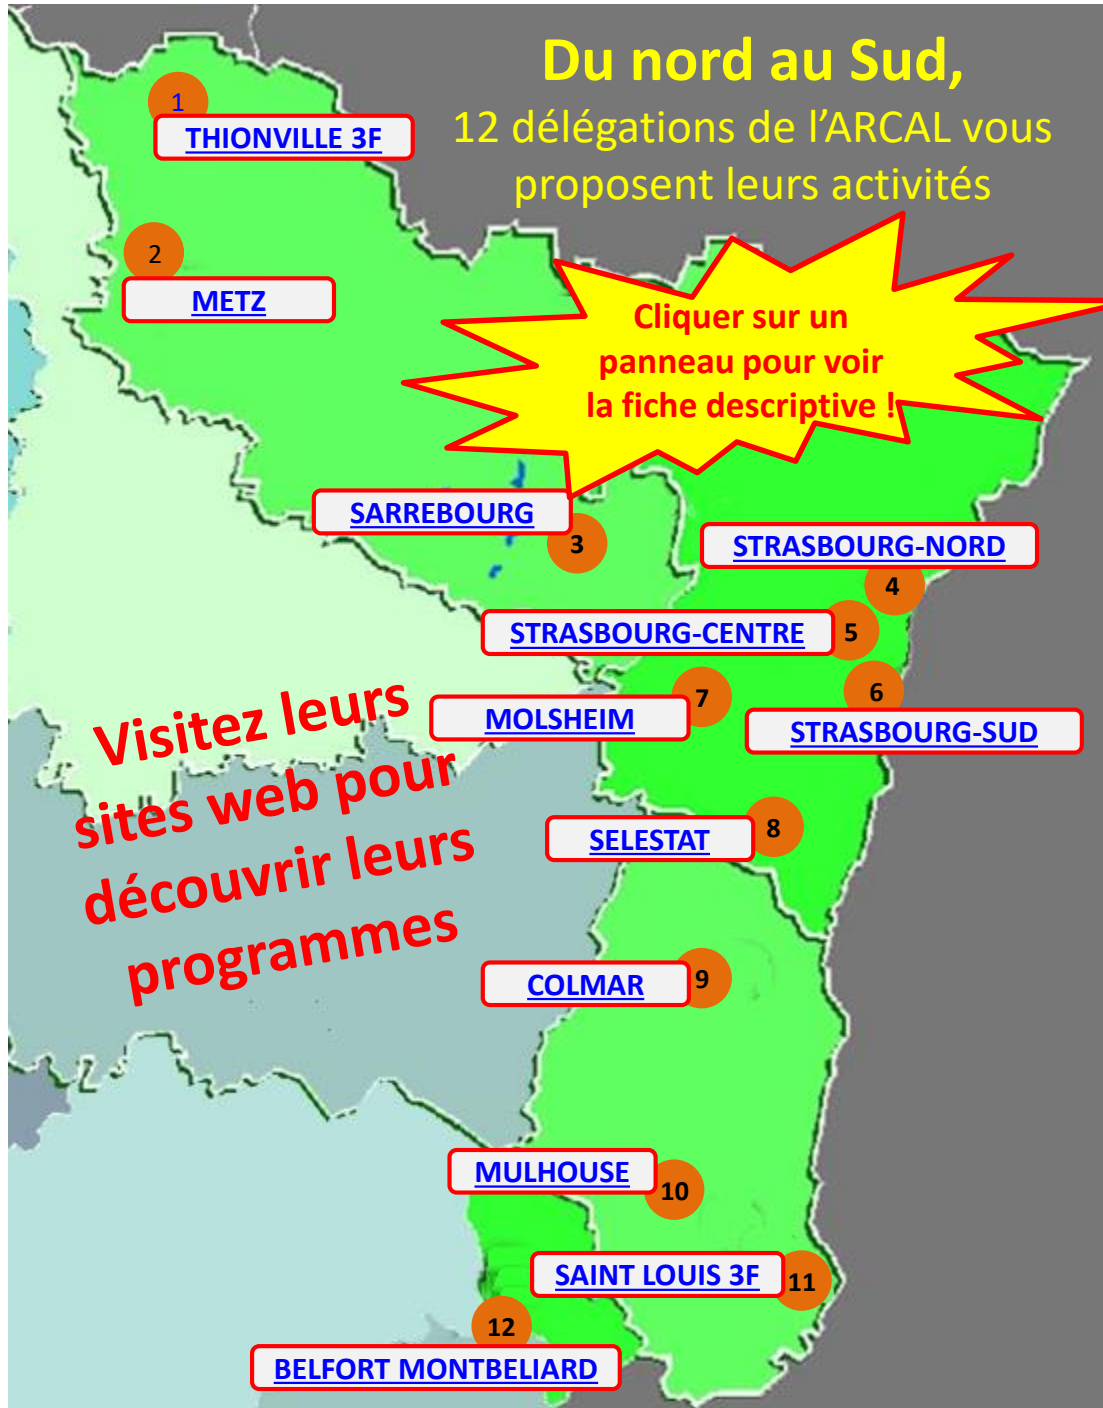 Du nord au Sud,
12 délégations de l'ARCAL vous
proposent leurs activités
1
THIONVILLE 3F
2
METZ
Cliquer sur un
panneau pour voir
la fiche descriptive !
SARREBOURG
3
STRASBOURG-NORD
4
STRASBOURG-CENTRE
5
6
STRASBOURG-SUD
7
MOLSHEIM
Visitez leurs
sites web pour
découvrir leurs
programmes
8
SELESTAT
9
COLMAR
MULHOUSE
10
SAINT LOUIS 3F
11
12
BELFORT MONTBELIARD